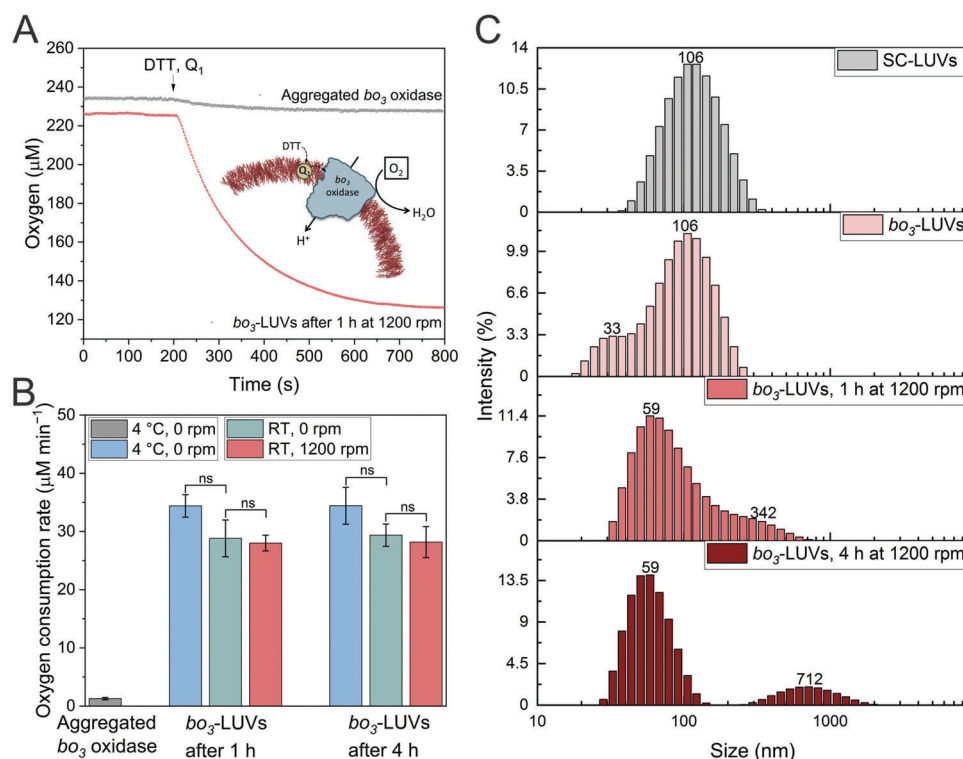 A
260
240
220
200
180
160
140
120
Oxygen (µM)
DTT, Q₁
Aggregated bo₃ oxidase
DTT
Q₁
bo₃
oxidase
O₂
H₂O
H⁺
bo₃-LUVs after 1 h at 1200 rpm
0 100 200 300 400 500 600 700 800
Time (s)
B
50
40
30
20
10
0
Oxygen consumption rate (µM min⁻¹)
4 °C, 0 rpm
RT, 0 rpm
4 °C, 0 rpm
RT, 1200 rpm
ns
ns
ns
ns
Aggregated
bo₃ oxidase
bo₃-LUVs
after 1 h
bo₃-LUVs
after 4 h
C
Intensity (%)
14
10.5
7
3.5
0
106
SC-LUVs
9.9
6.6
3.3
0
33
106
bo₃-LUVs
11.4
7.6
3.8
0
59
342
bo₃-LUVs, 1 h at 1200 rpm
13.5
9
4.5
0
59
712
bo₃-LUVs, 4 h at 1200 rpm
10 100 1000
Size (nm)